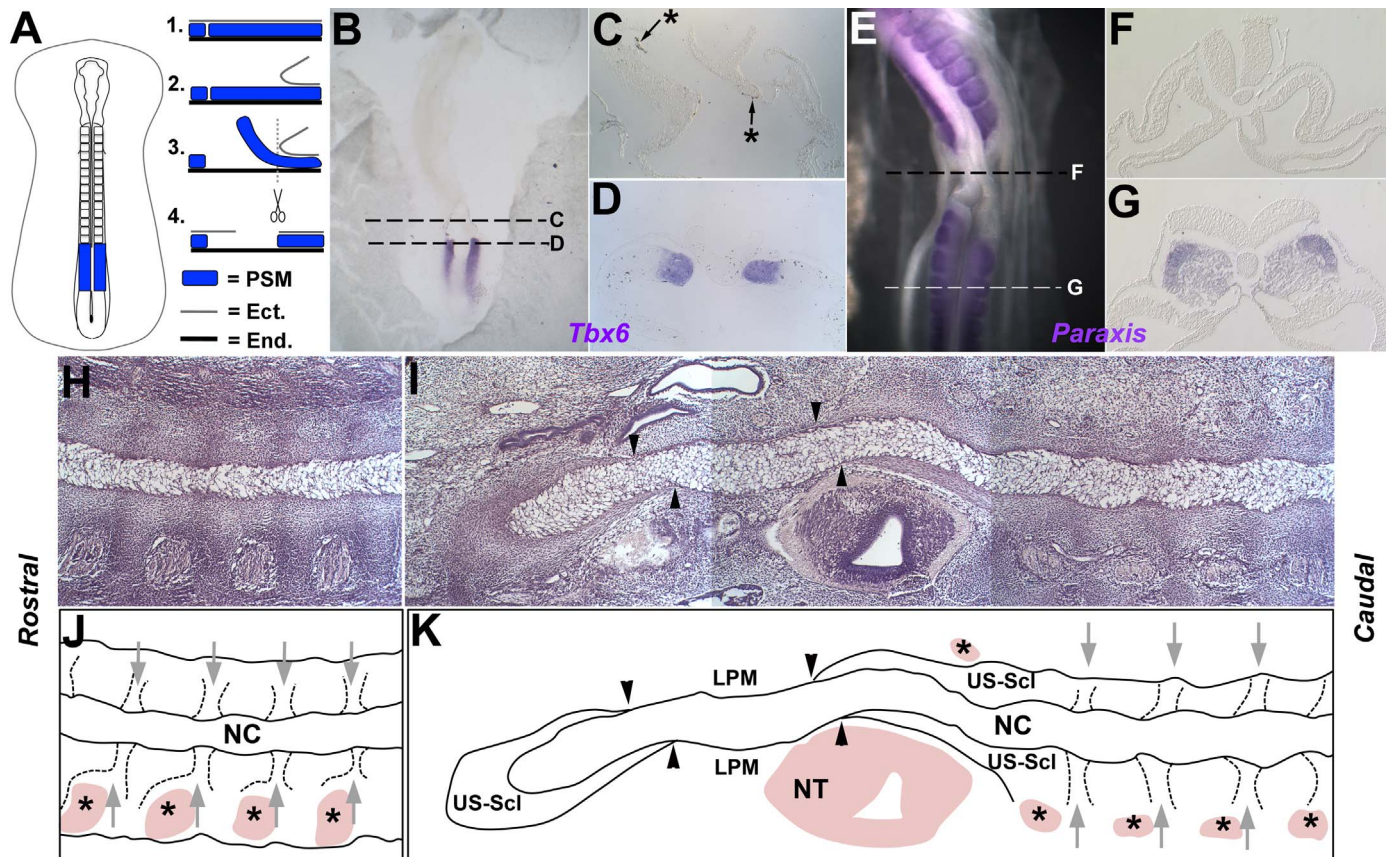 A
1.
2.
3.
4.
= PSM
= Ect.
= End.
B
C
D
Tbx6
C
*
*
D
E
F
G
Paraxis
F
G
H
I
Rostral
Caudal
J
NC
* * * *
K
LPM
*
US-Scl
NC
US-Scl
LPM
NT
US-Scl
* * * *